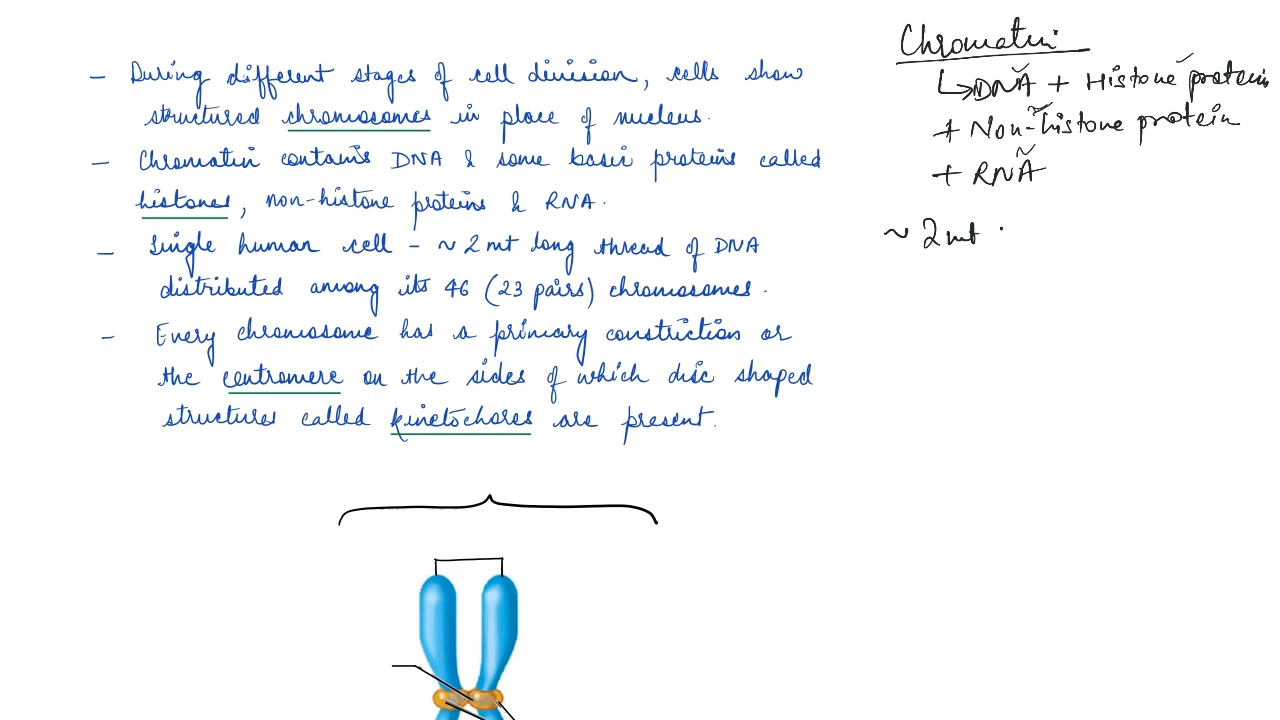 - During different stages of cell division, cells show
structured chromosomes in place of nucleus.
- Chromatin contains DNA & some basic proteins called
histones, non-histone proteins & RNA.
- Single human cell - ~ 2 mt long thread of DNA
distributed among its 46 (23 pairs) chromosomes.
- Every chromosome has a primary constriction or
the centromere on the sides of which disc shaped
structures called kinetochores are present.
Chromatin
↳ DNA + Histone protein
+ Non-histone protein
+ RNA
~ 2 mt